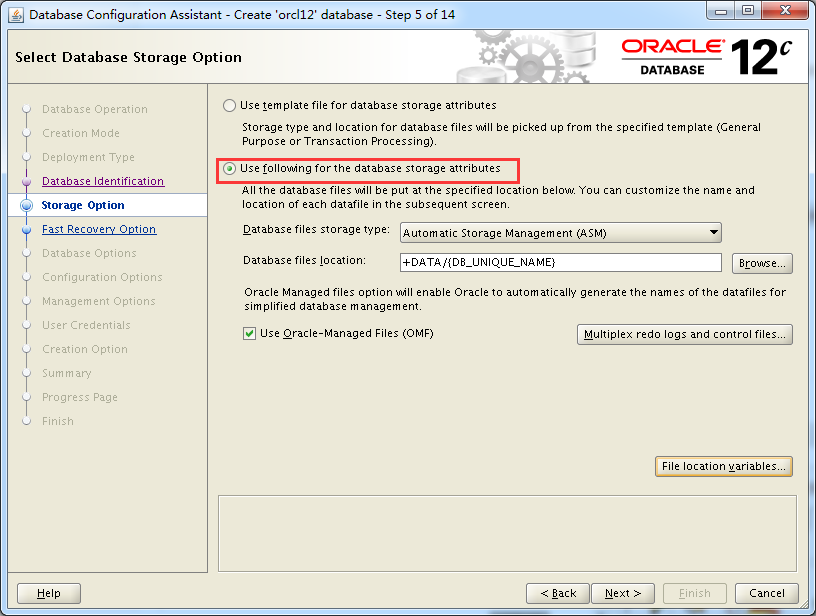 Database Configuration Assistant - Create 'orcl12' database - Step 5 of 14
Select Database Storage Option
ORACLE
DATABASE
12c
Database Operation
Creation Mode
Deployment Type
Database Identification
Storage Option
Fast Recovery Option
Database Options
Configuration Options
Management Options
User Credentials
Creation Option
Summary
Progress Page
Finish
Use template file for database storage attributes
Storage type and location for database files will be picked up from the specified template (General
Purpose or Transaction Processing).
Use following for the database storage attributes
All the database files will be put at the specified location below. You can customize the name and
location of each datafile in the subsequent screen.
Database files storage type: Automatic Storage Management (ASM)
Database files location: +DATA/{DB_UNIQUE_NAME} Browse...
Oracle Managed files option will enable Oracle to automatically generate the names of the datafiles for
simplified database management.
Use Oracle-Managed Files (OMF) Multiplex redo logs and control files...
File location variables...
Help < Back Next > Finish Cancel